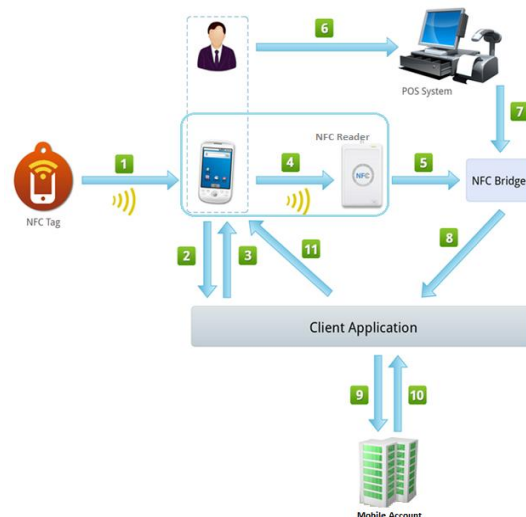 6
POS System
7
NFC Reader
1
4
5
NFC
NFC Bridge
NFC Tag
8
2
3
11
Client Application
9
10
Mobile Account